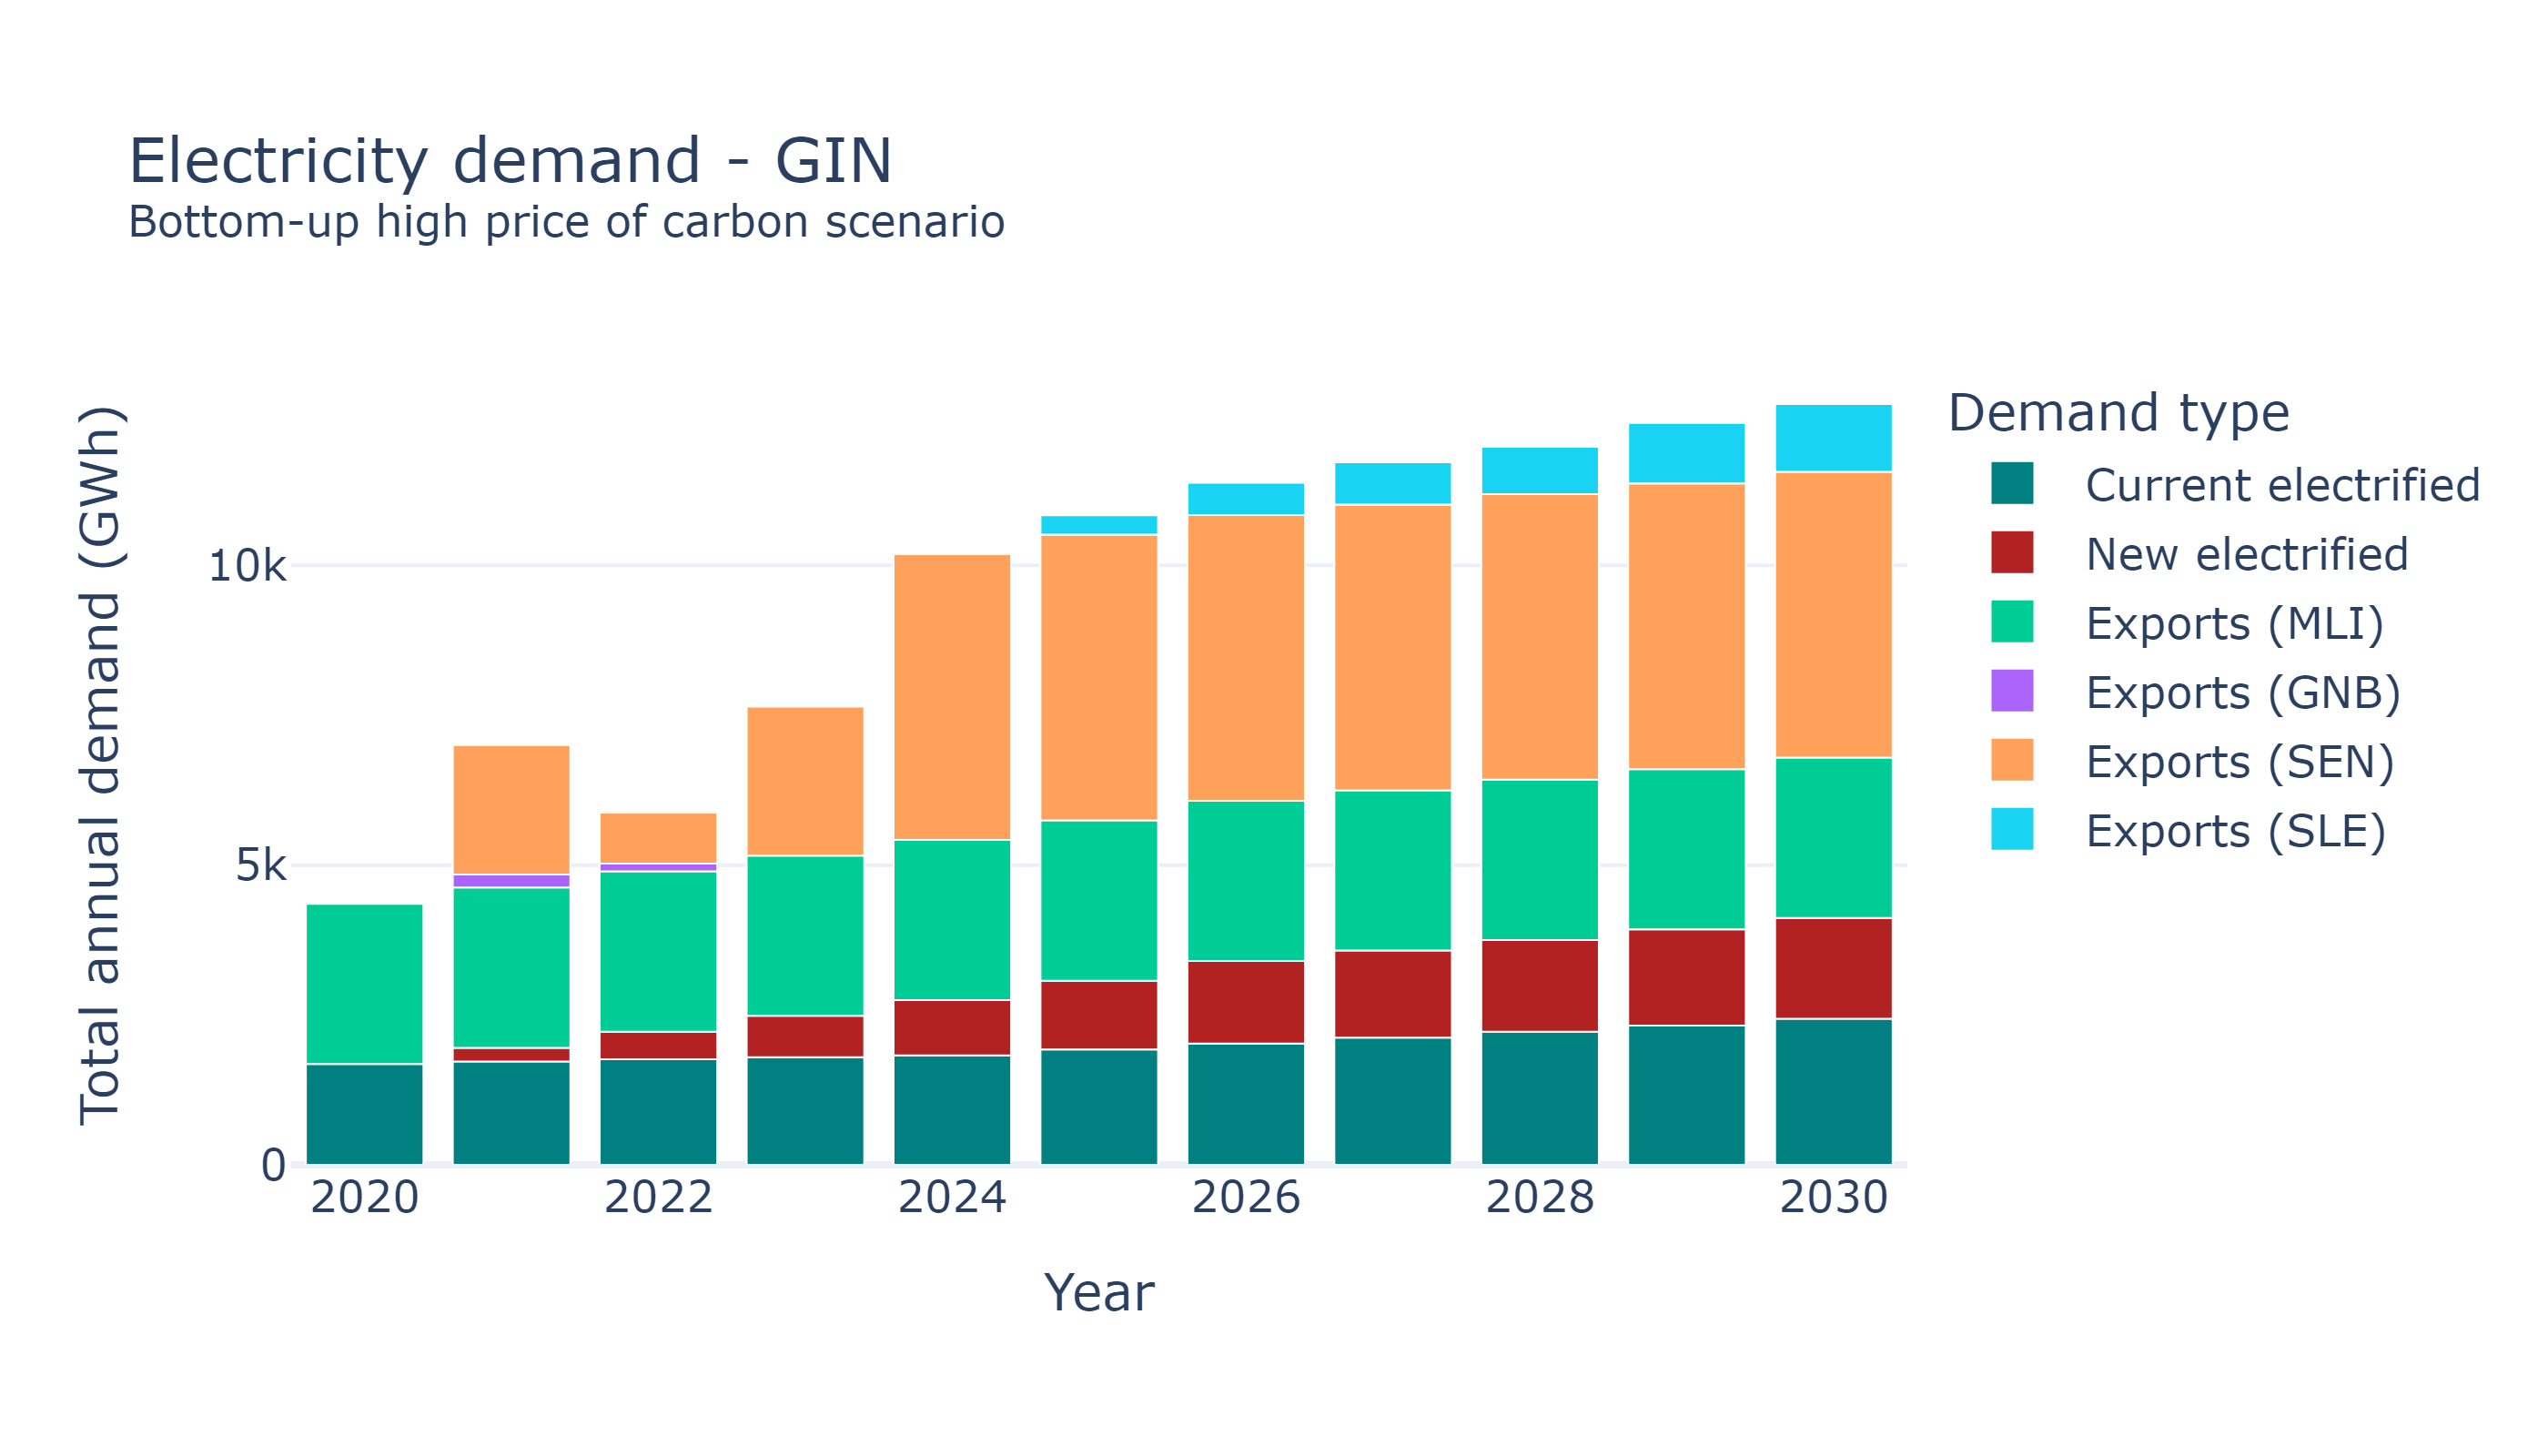 Electricity demand - GIN
Bottom-up high price of carbon scenario
Total annual demand (GWh)
10k
5k
0
2020
2022
2024
2026
2028
2030
Year
Demand type
Current electrified
New electrified
Exports (MLI)
Exports (GNB)
Exports (SEN)
Exports (SLE)